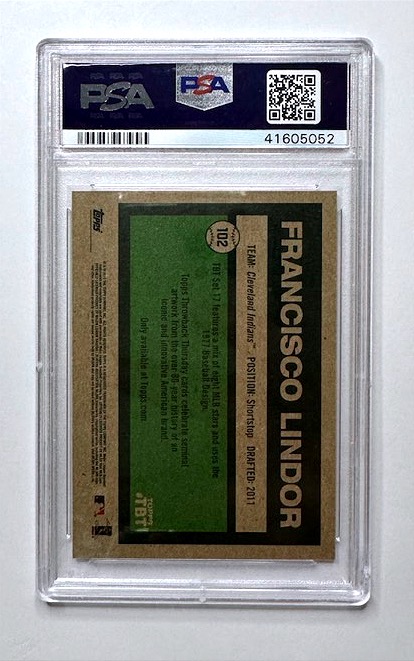 PSA
PSA
41605052
FRANCISCO LINDOR
TEAM: Cleveland Indians™ POSITION: Shortstop DRAFTED: 2011
102
TBT Set 17 features a mix of eight MLB stars and uses the
1977 Baseball Design.
Topps Throwback Thursday cards celebrate seminal
artwork from the over-80-year history of an
iconic and innovative American brand.
Only available at Topps.com
TOPPS
TBT
Topps